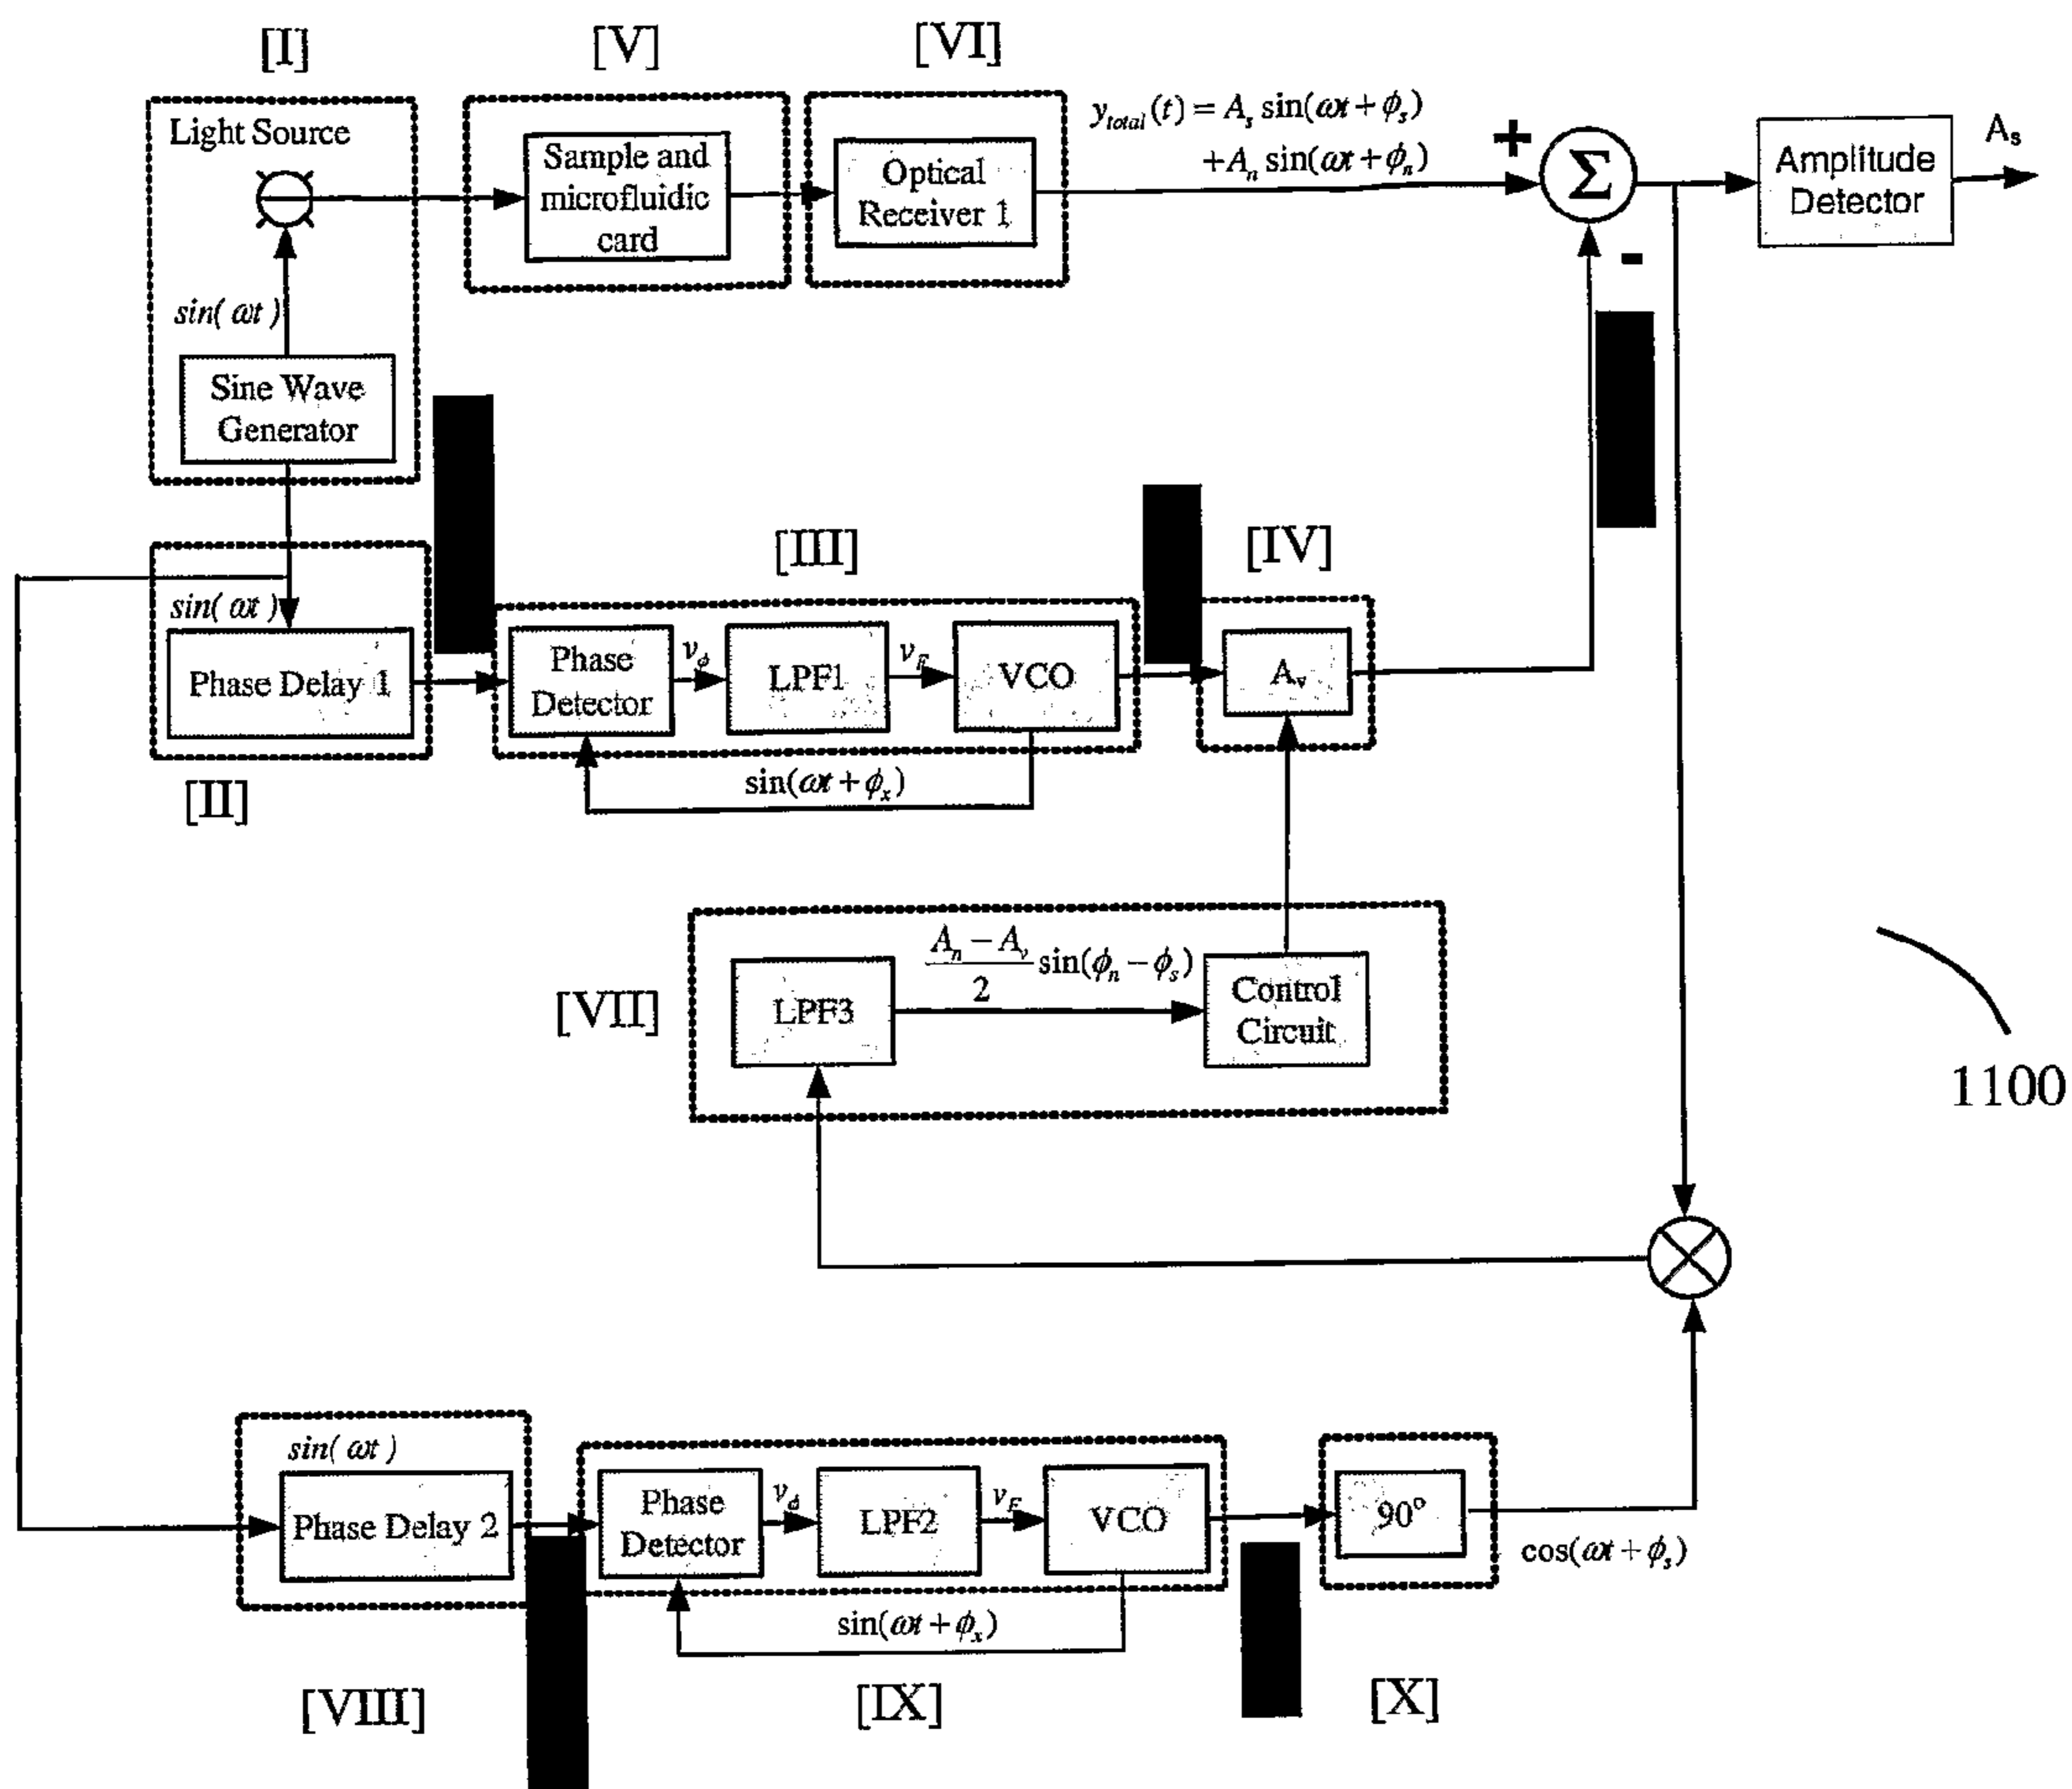 [I]
[V]
[VI]
Light Source
sin( ωt )
Sine Wave
Generator
Sample and
microfluidic
card
Optical
Receiver 1
y_total(t) = A_s sin(ωt + ϕ_s)
+A_n sin(ωt + ϕ_n)
+
Σ
-
Amplitude
Detector
A_s
[III]
[IV]
sin( ωt )
Phase Delay 1
[II]
Phase
Detector
v_ϕ
LPF1
v_F
VCO
sin(ωt + ϕ_x)
A_v
[VII]
LPF3
A_n − A_v
2
sin(ϕ_n − ϕ_s)
Control
Circuit
1100
sin( ωt )
Phase Delay 2
[VIII]
Phase
Detector
v_d
LPF2
v_F
VCO
sin(ωt + ϕ_x)
[IX]
90°
cos(ωt + ϕ_s)
[X]